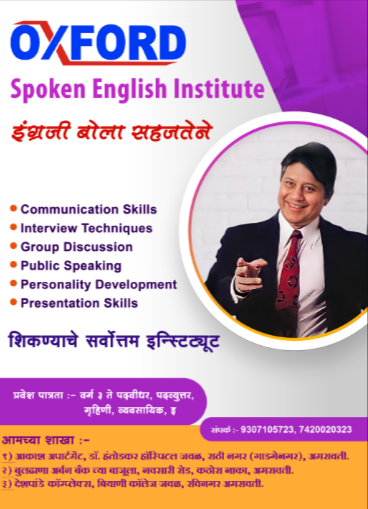 OXFORD
Spoken English Institute
इंग्रजी बोला सहजतेने
Communication Skills
Interview Techniques
Group Discussion
Public Speaking
Personality Development
Presentation Skills
शिकण्याचे सर्वोत्तम इन्स्टिट्यूट
प्रवेश पात्रता :- वर्ग ३ ते पदवीधर, पदव्युत्तर,
गृहिणी, व्यवसायिक, इ
संपर्क :- 9307105723, 7420020323
आमच्या शाखा :-
१) आकाश अपार्टमेंट, डॉ. हंतोडकर हॉस्पिटल जवळ, राठी नगर (गाडगेनगर), अमरावती.
२) बुलढाणा अर्बन बँक च्या बाजूला, नवसारी रोड, कठोरा नाका, अमरावती.
३) देशपांडे कॉम्प्लेक्स, बियाणी कॉलेज जवळ, रविनगर अमरावती.